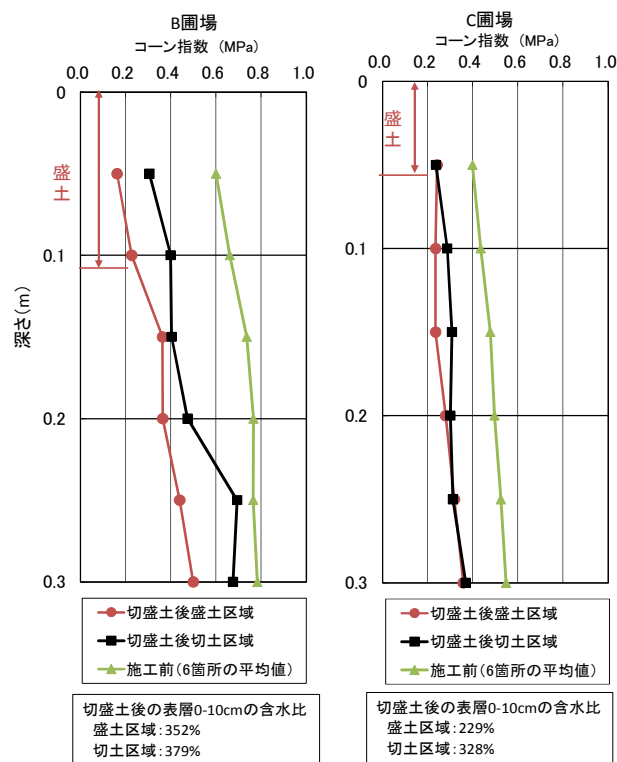 B圃場
コーン指数 (MPa)
0.0 0.2 0.4 0.6 0.8 1.0
0
0.1
0.2
0.3
深さ(m)
盛土
切盛土後盛土区域
切盛土後切土区域
施工前(6箇所の平均値)
切盛土後の表層0-10cmの含水比
盛土区域:352%
切土区域:379%
C圃場
コーン指数 (MPa)
0.0 0.2 0.4 0.6 0.8 1.0
0
0.1
0.2
0.3
盛土
切盛土後盛土区域
切盛土後切土区域
施工前(6箇所の平均値)
切盛土後の表層0-10cmの含水比
盛土区域:229%
切土区域:328%